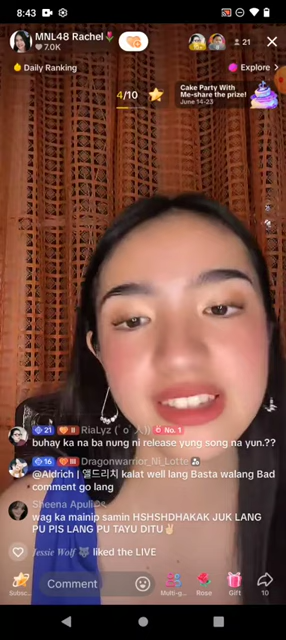 8:43
MNL48 Rachel🌷
7.0K
21
Daily Ranking
Explore >
4/10
Cake Party With
Me-share the prize!
June 14-23
21 8 RiaLyz No. 1
buhay ka na ba nung ni release yung song na yun.??
16 Dragonwarrior_Ni_Lotte
@Aldrich | 앨드리치 kalat well lang Basta walang Bad
comment go lang
Sheena Apuli
wag ka mainip samin HSHSHDHAKAK JUK LANG
PU PIS LANG PU TAYU DITU✌🏻
Jessie Wolf 🐺 liked the LIVE
Comment
Subsc...
Multi-g...
Rose
Gift
10